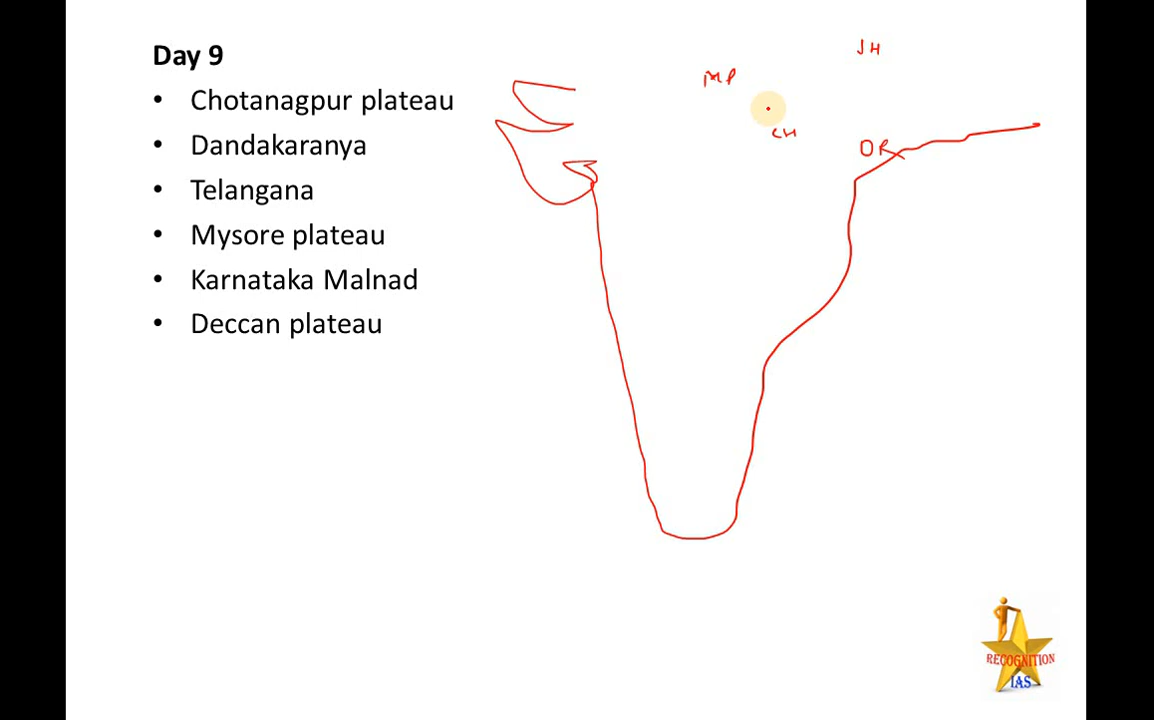 Day 9
• Chotanagpur plateau
• Dandakaranya
• Telangana
• Mysore plateau
• Karnataka Malnad
• Deccan plateau
JH
MP
CH
OR
RECOGNITION
IAS